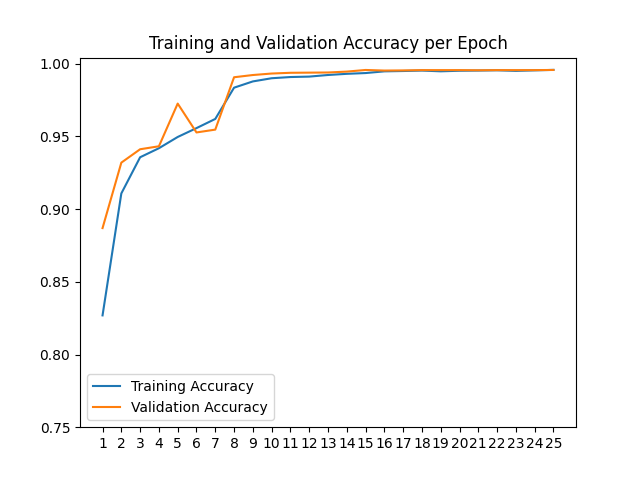 Training and Validation Accuracy per Epoch
1.00
0.95
0.90
0.85
0.80
0.75
Training Accuracy
Validation Accuracy
1 2 3 4 5 6 7 8 9 10 11 12 13 14 15 16 17 18 19 20 21 22 23 24 25